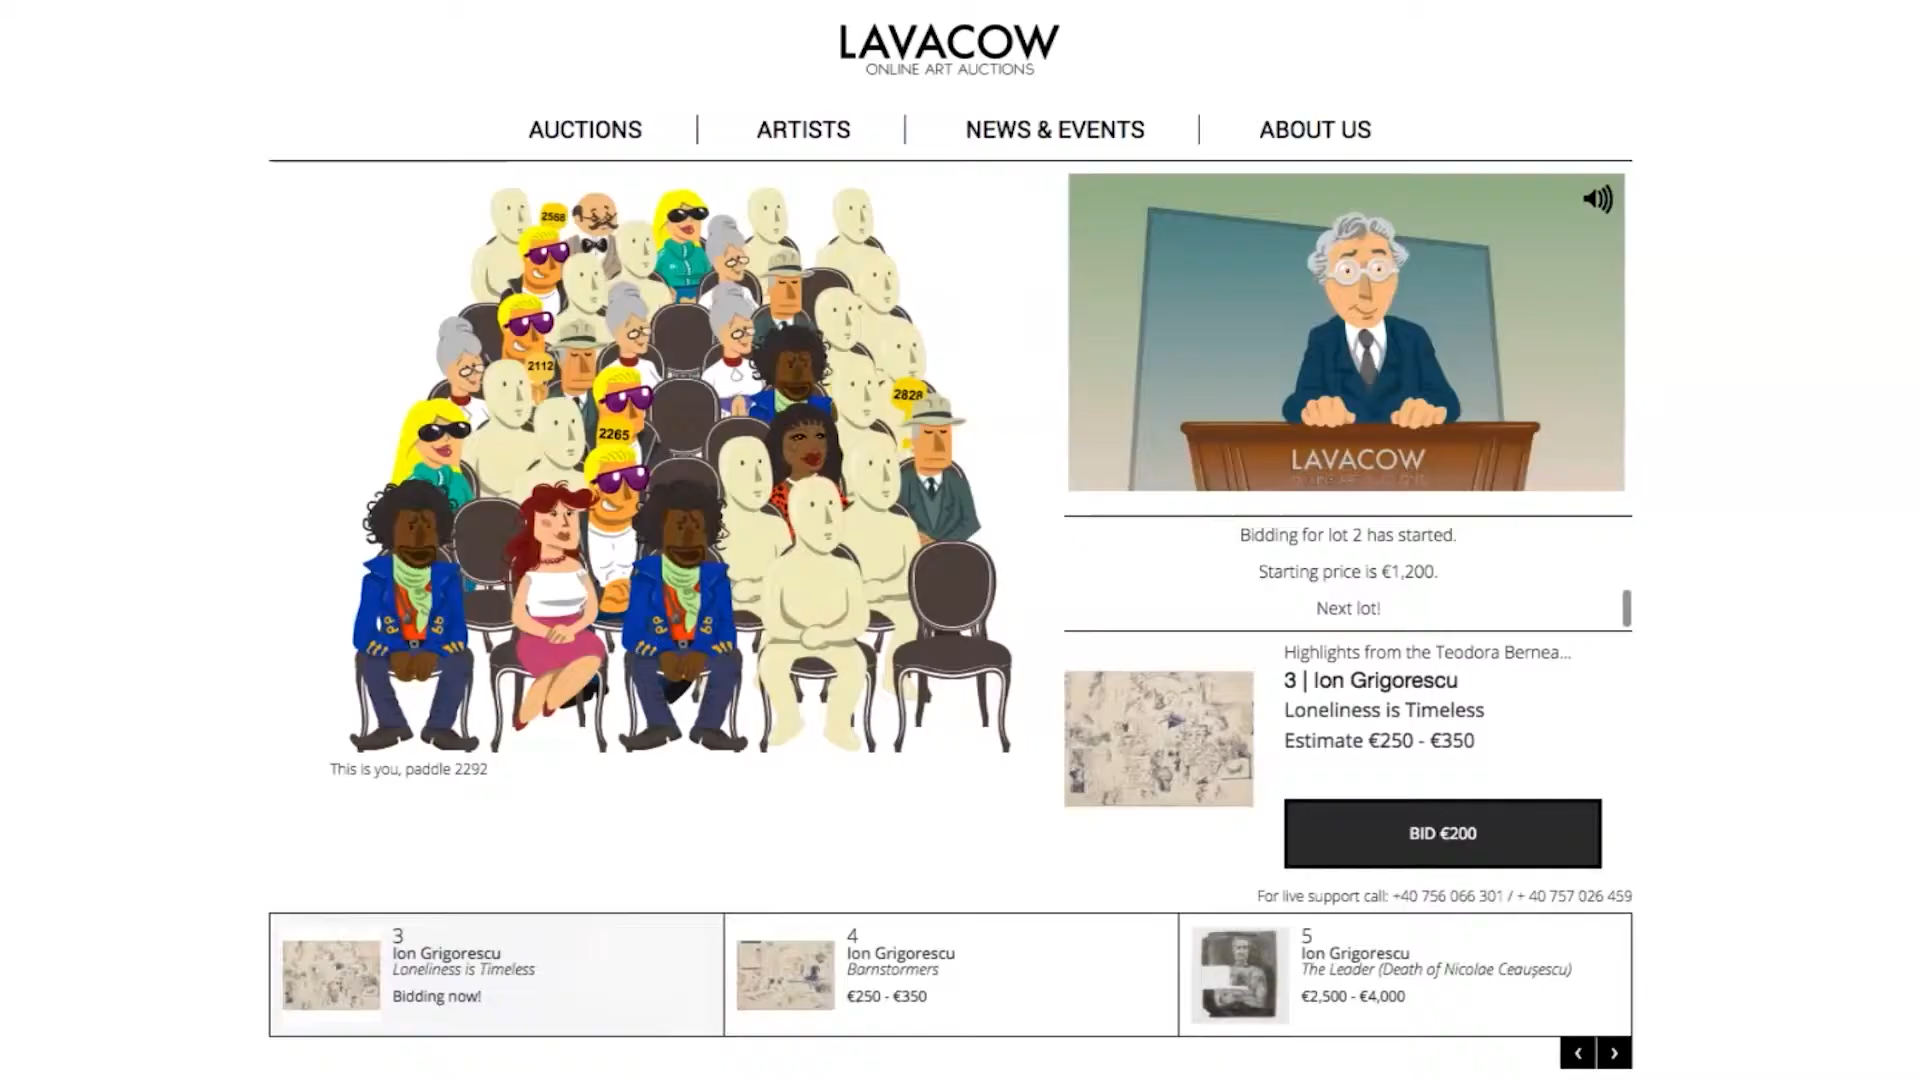 LAVACOW
ONLINE ART AUCTIONS
AUCTIONS
ARTISTS
NEWS & EVENTS
ABOUT US
2568
2112
2265
2828
This is you, paddle 2292
LAVACOW
ONLINE ART AUCTIONS
Bidding for lot 2 has started.
Starting price is €1,200.
Next lot!
Highlights from the Teodora Bernea...
3 | Ion Grigorescu
Loneliness is Timeless
Estimate €250 - €350
BID €200
For live support call: +40 756 066 301 / + 40 757 026 459
3
Ion Grigorescu
Loneliness is Timeless
Bidding now!
4
Ion Grigorescu
Barnstormers
€250 - €350
5
Ion Grigorescu
The Leader (Death of Nicolae Ceaușescu)
€2,500 - €4,000